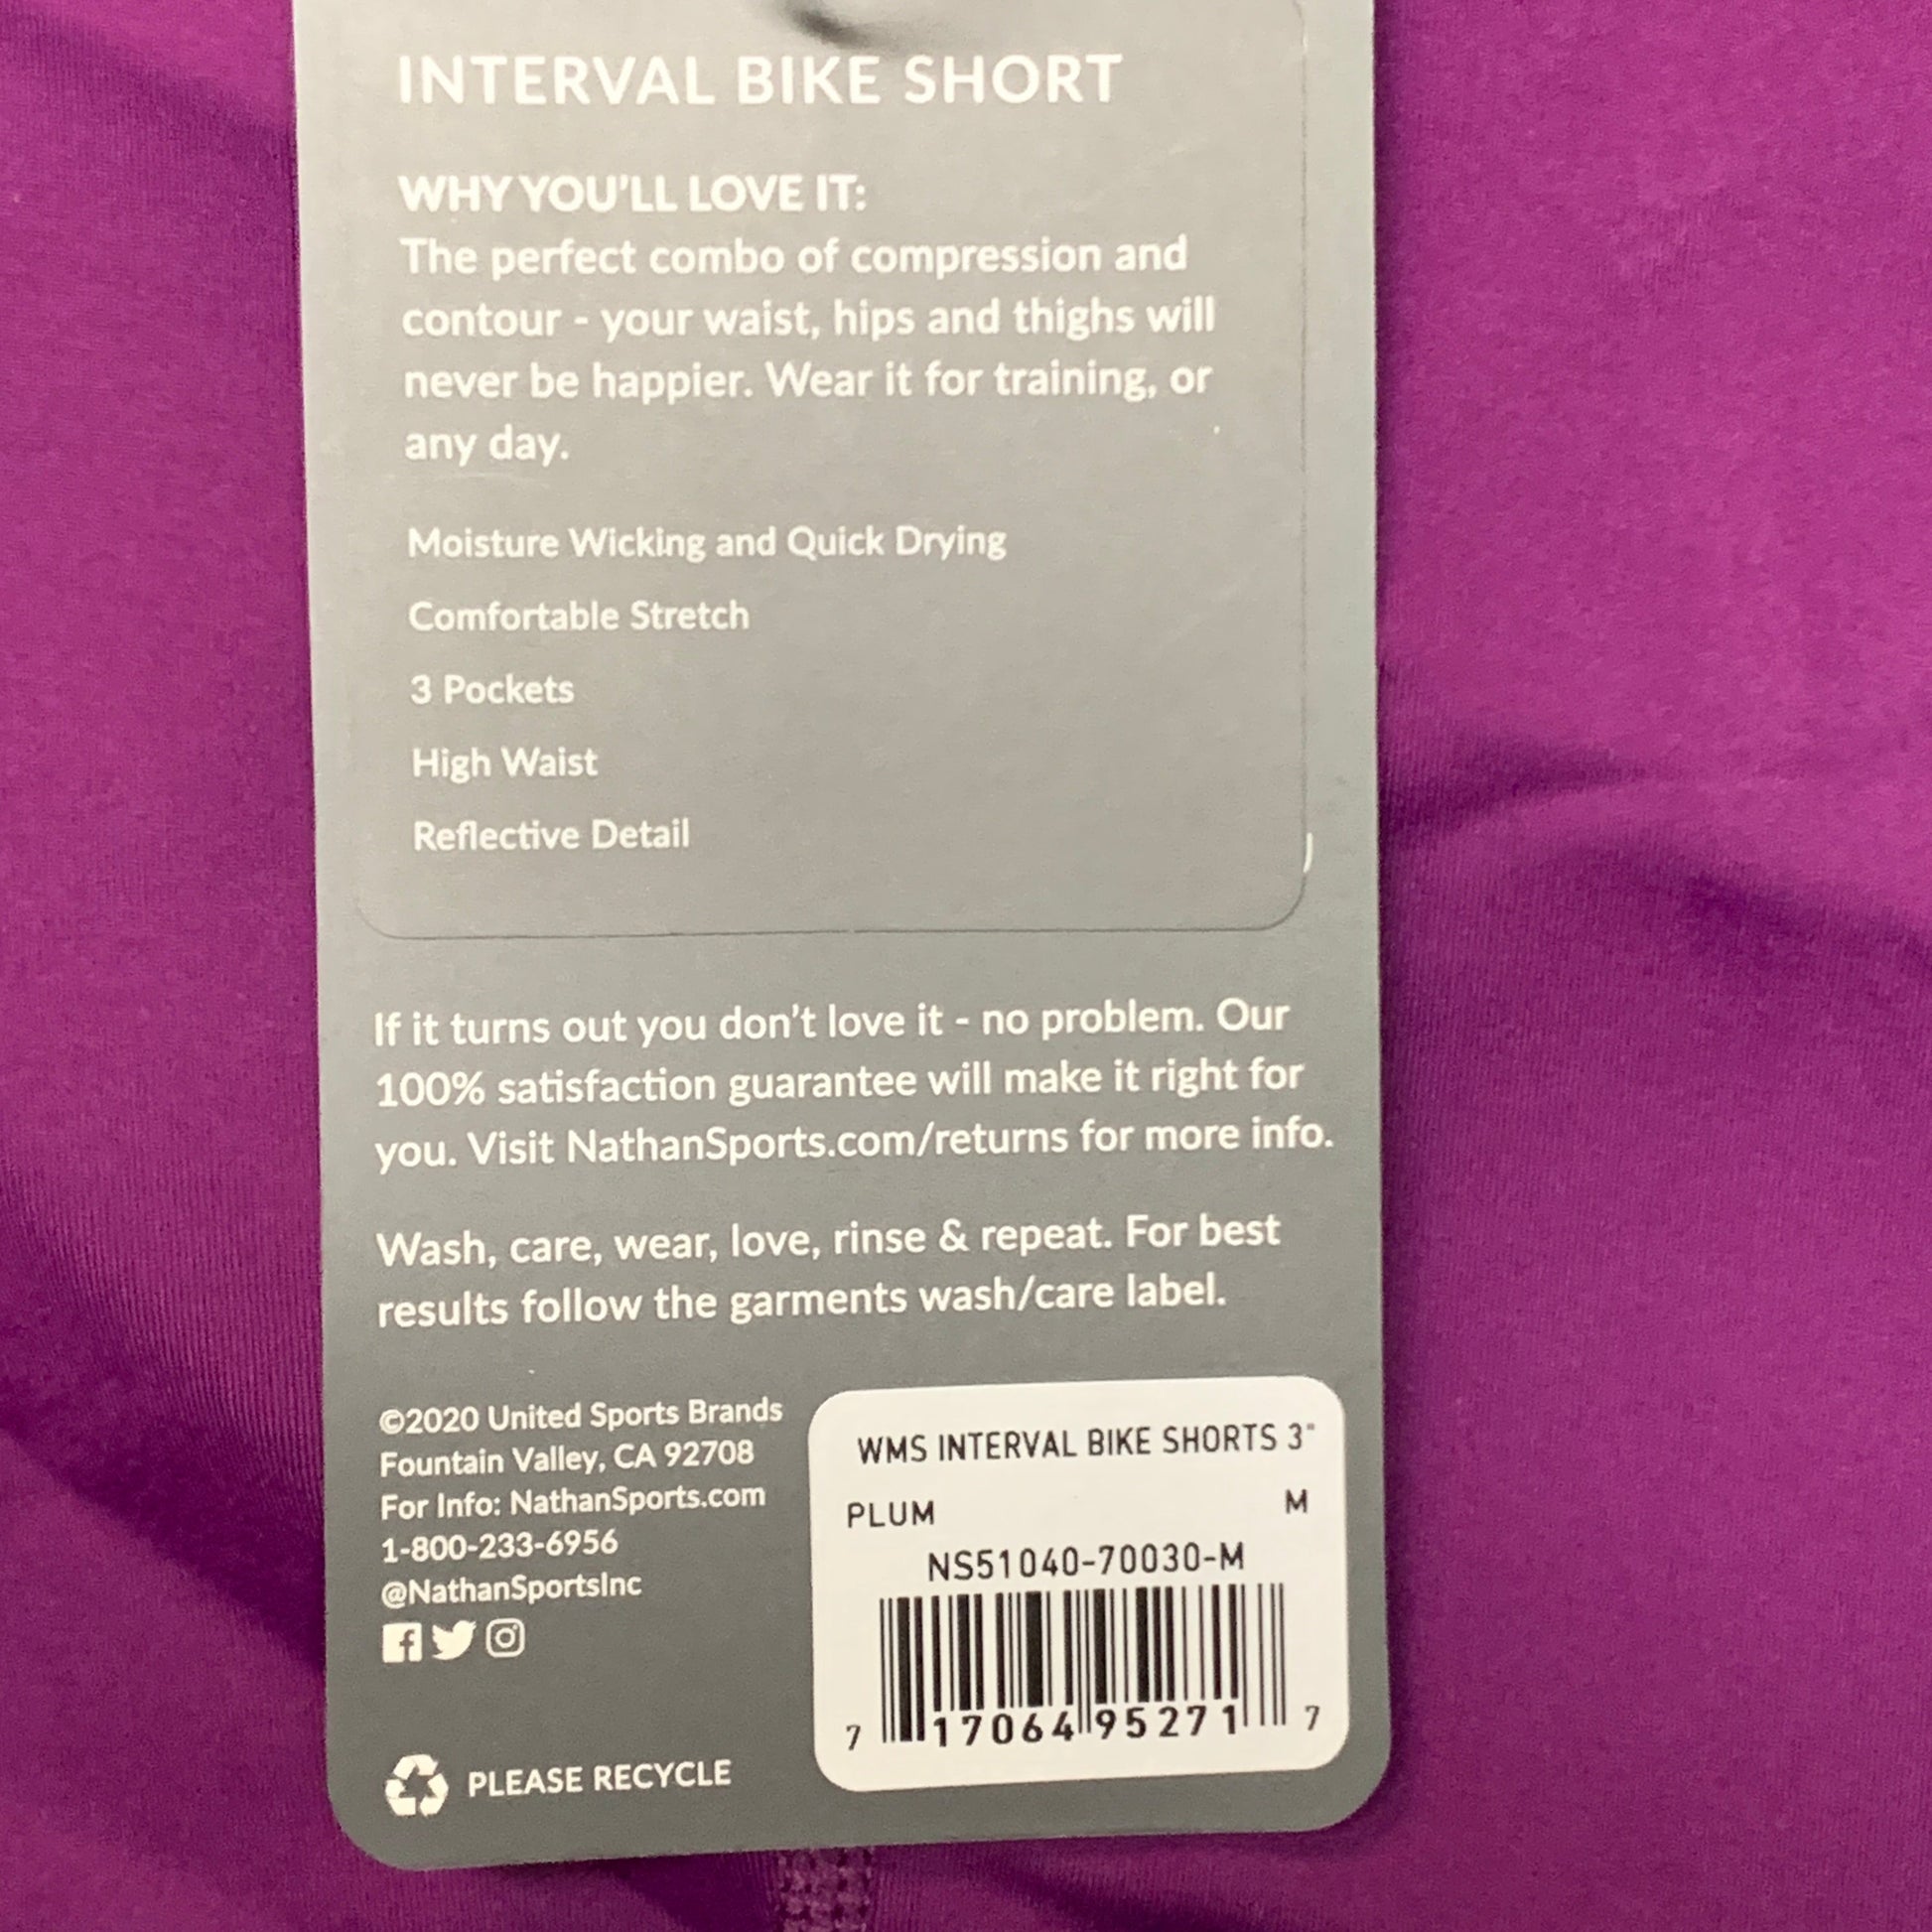 INTERVAL BIKE SHORT
WHY YOU'LL LOVE IT:
The perfect combo of compression and
contour - your waist, hips and thighs will
never be happier. Wear it for training, or
any day.
Moisture Wicking and Quick Drying
Comfortable Stretch
3 Pockets
High Waist
Reflective Detail
If it turns out you don't love it - no problem. Our
100% satisfaction guarantee will make it right for
you. Visit NathanSports.com/returns for more info.
Wash, care, wear, love, rinse & repeat. For best
results follow the garments wash/care label.
©2020 United Sports Brands
Fountain Valley, CA 92708
For Info: NathanSports.com
1-800-233-6956
@NathanSportsInc
PLEASE RECYCLE
WMS INTERVAL BIKE SHORTS 3"
PLUM M
NS51040-70030-M
7 17064 95271 7